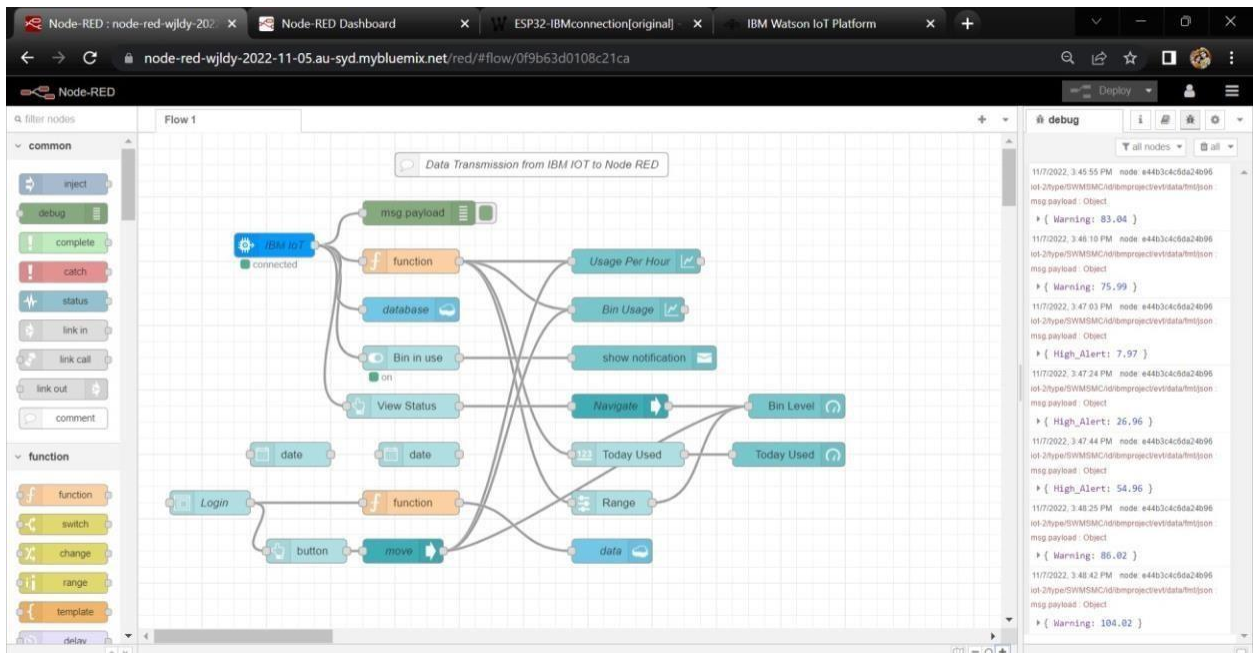 Node-RED : node-red-wjldy-202
Node-RED Dashboard
ESP32-IBMconnection[original] -
IBM Watson IoT Platform
node-red-wjldy-2022-11-05.au-syd.mybluemix.net/red/#flow/0f9b63d0108c21ca
Node-RED
Deploy
filter nodes
Flow 1
debug
all nodes
all
common
inject
debug
complete
catch
status
link in
link call
link out
comment
function
function
switch
change
range
template
delay
Data Transmission from IBM IOT to Node RED
msg.payload
IBM IoT
connected
function
Usage Per Hour
database
Bin Usage
Bin in use
on
show notification
View Status
Navigate
Bin Level
date
date
Today Used
Today Used
Login
function
Range
button
move
data
11/7/2022, 3:45:55 PM node: e44b3c4c6da24b96
iot-2/type/SWMSMC/id/ibmproject/evt/data/fmt/json :
msg.payload : Object
{ Warning: 83.04 }
11/7/2022, 3:46:10 PM node: e44b3c4c6da24b96
iot-2/type/SWMSMC/id/ibmproject/evt/data/fmt/json :
msg.payload : Object
{ Warning: 75.99 }
11/7/2022, 3:47:03 PM node: e44b3c4c6da24b96
iot-2/type/SWMSMC/id/ibmproject/evt/data/fmt/json :
msg.payload : Object
{ High_Alert: 7.97 }
11/7/2022, 3:47:24 PM node: e44b3c4c6da24b96
iot-2/type/SWMSMC/id/ibmproject/evt/data/fmt/json :
msg.payload : Object
{ High_Alert: 26.96 }
11/7/2022, 3:47:44 PM node: e44b3c4c6da24b96
iot-2/type/SWMSMC/id/ibmproject/evt/data/fmt/json :
msg.payload : Object
{ High_Alert: 54.96 }
11/7/2022, 3:48:25 PM node: e44b3c4c6da24b96
iot-2/type/SWMSMC/id/ibmproject/evt/data/fmt/json :
msg.payload : Object
{ Warning: 86.02 }
11/7/2022, 3:48:42 PM node: e44b3c4c6da24b96
iot-2/type/SWMSMC/id/ibmproject/evt/data/fmt/json :
msg.payload : Object
{ Warning: 104.02 }